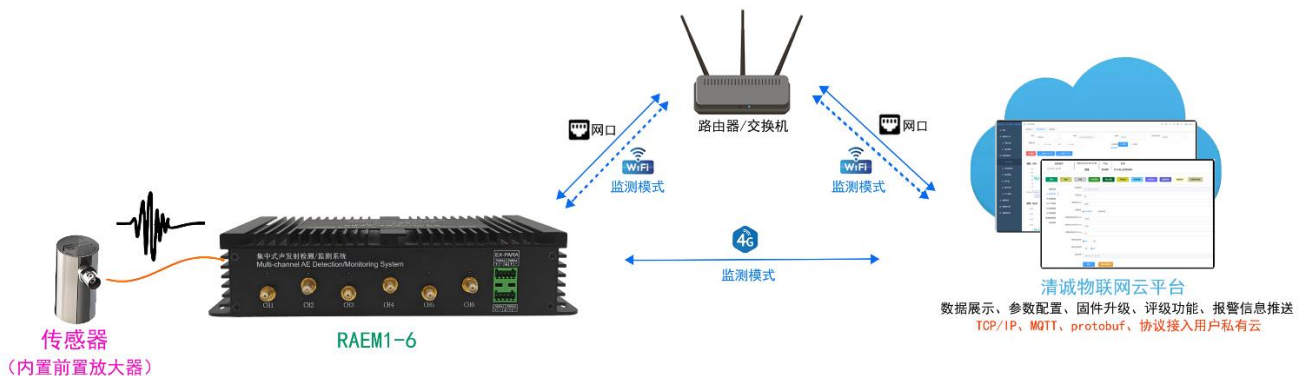 路由器/交换机
网口
WiFi
监测模式
网口
WiFi
监测模式
4G
监测模式
集中式声发射检测/监测系统
Multi-channel AE Detection/Monitoring System
EX-PARA
CH1 CH2 CH3 CH4 CH5 CH6
传感器
(内置前置放大器)
RAEM1-6
清诚物联网云平台
数据展示、参数配置、固件升级、评级功能、报警信息推送
TCP/IP、MQTT、protobuf、协议接入用户私有云